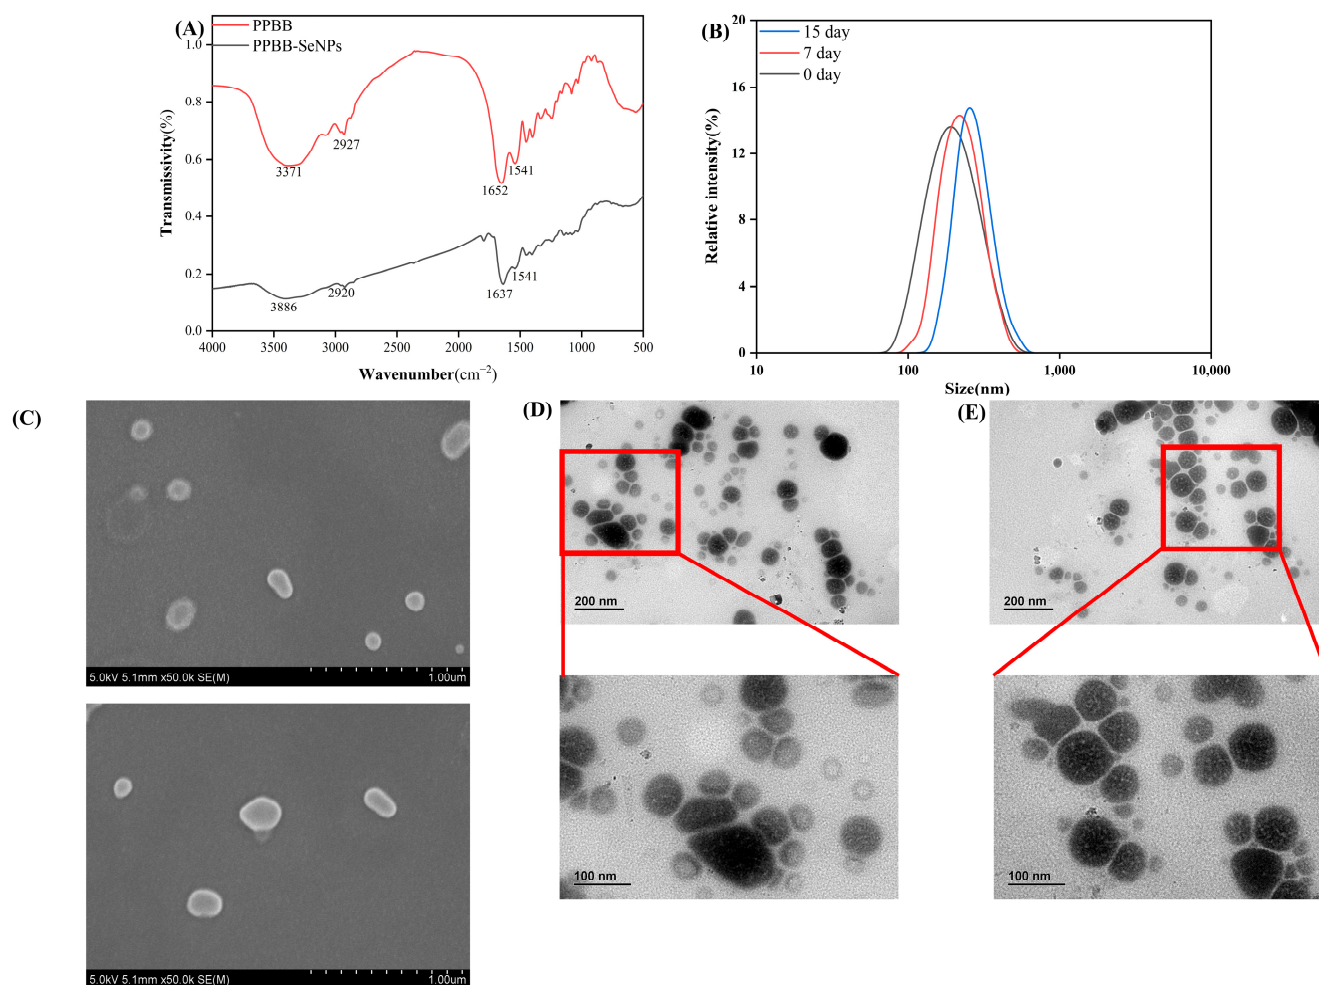 (A)
PPBB
PPBB-SeNPs
Transmissivity(%)
1.0
0.8
0.6
0.4
0.2
0.0
3371
2927
1652
1541
3886
2920
1637
1541
4000
3500
3000
2500
2000
1500
1000
500
Wavenumber(cm⁻²)
(B)
15 day
7 day
0 day
Relative intensity(%)
20
16
12
8
4
0
10
100
1,000
10,000
Size(nm)
(C)
5.0kV 5.1mm x50.0k SE(M)
1.00um
5.0kV 5.1mm x50.0k SE(M)
1.00um
(D)
200 nm
100 nm
(E)
200 nm
100 nm